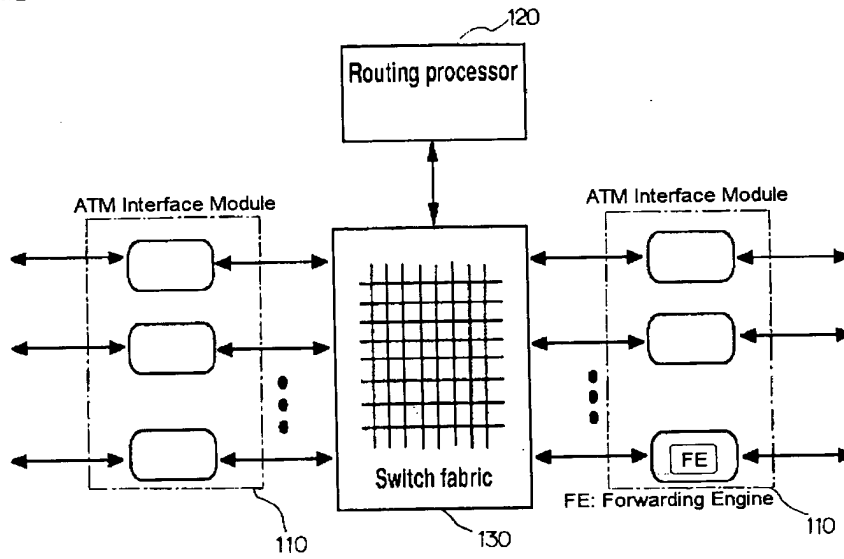 120
Routing processor
ATM Interface Module
ATM Interface Module
FE
Switch fabric
FE: Forwarding Engine
110
130
110